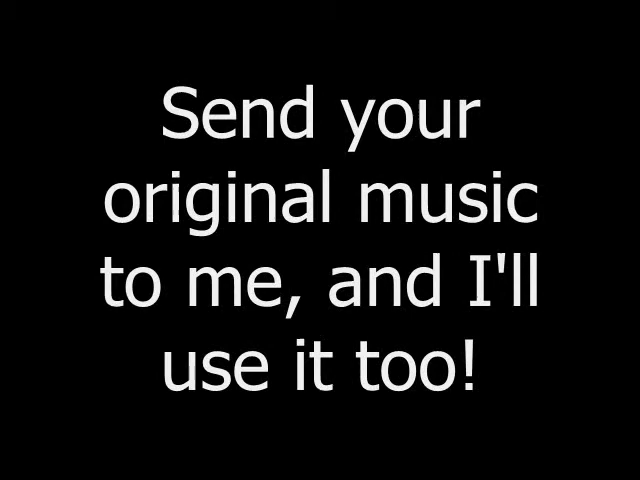 Send your
original music
to me, and I'll
use it too!